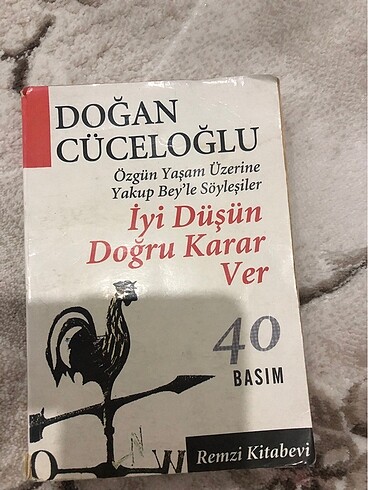 DOĞAN
CÜCELOĞLU
Özgün Yaşam Üzerine
Yakup Bey'le Söyleşiler
İyi Düşün
Doğru Karar
Ver
40
BASIM
O W
Remzi Kitabevi